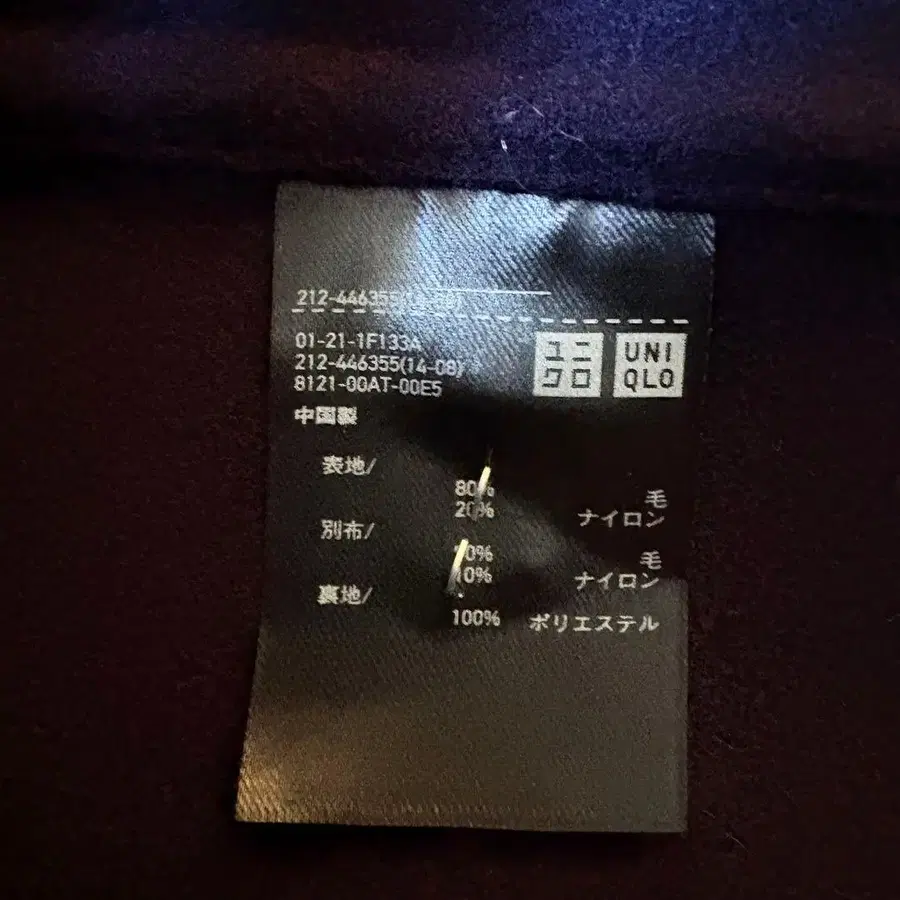 212-446355
01-21-1F133A
212-446355(14-08)
8121-00AT-00E5
ユニクロ
UNIQLO
中国製
表地/
80% 毛
20% ナイロン
別布/
毛
ナイロン
裏地/
100% ポリエステル